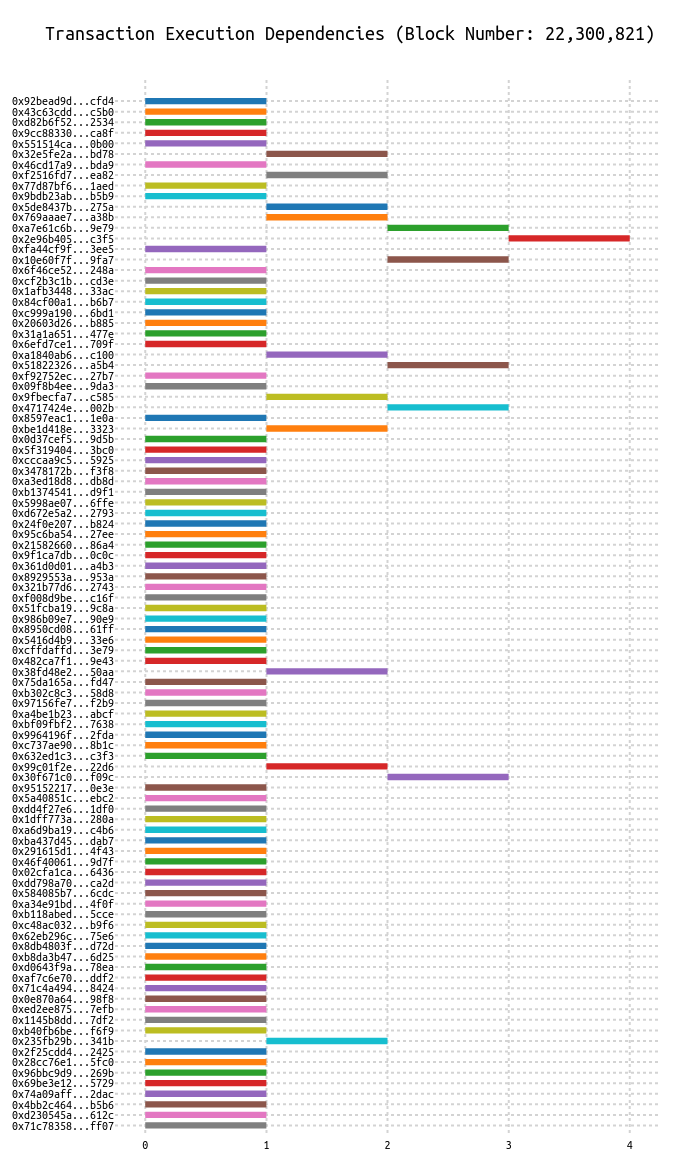 Transaction Execution Dependencies (Block Number: 22,300,821)
0x92bead9d...cfd4
0x43c63cdd...c5b0
0xd82b6f52...2534
0x9cc88330...ca8f
0x551514ca...0b00
0x32e5fe2a...bd78
0x46cd17a9...bda9
0xf2516fd7...ea82
0x77d87bf6...1aed
0x9bdb23ab...b5b9
0x5de8437b...275a
0x769aaae7...a38b
0xa7e61c6b...9e79
0x2e96b405...c3f5
0xfa44cf9f...3ee5
0x10e60f7f...9fa7
0x6f46ce52...248a
0xcf2b3c1b...cd3e
0x1afb3448...33ac
0x84cf00a1...b6b7
0xc999a190...6bd1
0x20603d26...b885
0x31a1a651...477e
0x6efd7ce1...709f
0xa1840ab6...c100
0x51822326...a5b4
0xf92752ec...27b7
0x09f8b4ee...9da3
0x9fbecfa7...c585
0x4717424e...002b
0x8597eac1...1e0a
0xbe1d418e...3323
0x0d37cef5...9d5b
0x5f319404...3bc0
0xcccaa9c5...5925
0x3478172b...f3f8
0xa3ed18d8...db8d
0xb1374541...d9f1
0x5998ae07...6ffe
0xd672e5a2...2793
0x24f0e207...b824
0x95c6ba54...27ee
0x21582660...86a4
0x9f1ca7db...0c0c
0x361d0d01...a4b3
0x8929553a...953a
0x321b77d6...2743
0xf008d9be...c16f
0x51fcba19...9c8a
0x986b09e7...90e9
0x8950cd08...61ff
0x5416d4b9...33e6
0xcffdaffd...3e79
0x482ca7f1...9e43
0x38fd48e2...50aa
0x75da165a...fd47
0xb302c8c3...58d8
0x97156fe7...f2b9
0xa4be1b23...abcf
0xbf09fbf2...7638
0x9964196f...2fda
0xc737ae90...8b1c
0x632ed1c3...c3f3
0x99c01f2e...22d6
0x30f671c0...f09c
0x95152217...0e3e
0x5a40851c...ebc2
0xdd4f27e6...1df0
0x1dff773a...280a
0xa6d9ba19...c4b6
0xba437d45...dab7
0x291615d1...4f43
0x46f40061...9d7f
0x02cfa1ca...6436
0xdd798a70...ca2d
0x584085b7...6cdc
0xa34e91bd...4f0f
0xb118abed...5cce
0xc48ac032...b9f6
0x62eb296c...75e6
0x8db4803f...d72d
0xb8da3b47...6d25
0xd0643f9a...78ea
0xaf7c6e70...ddf2
0x71c4a494...8424
0x0e870a64...98f8
0xed2ee875...7efb
0x1145b8dd...7df2
0xb40fb6be...f6f9
0x235fb29b...341b
0x2f25cdd4...2425
0x28cc76e1...5fc0
0x96bbc9d9...269b
0x69be3e12...5729
0x74a09aff...2dac
0x4bb2c464...b5b6
0xd230545a...612c
0x71c78358...ff07
0 1 2 3 4